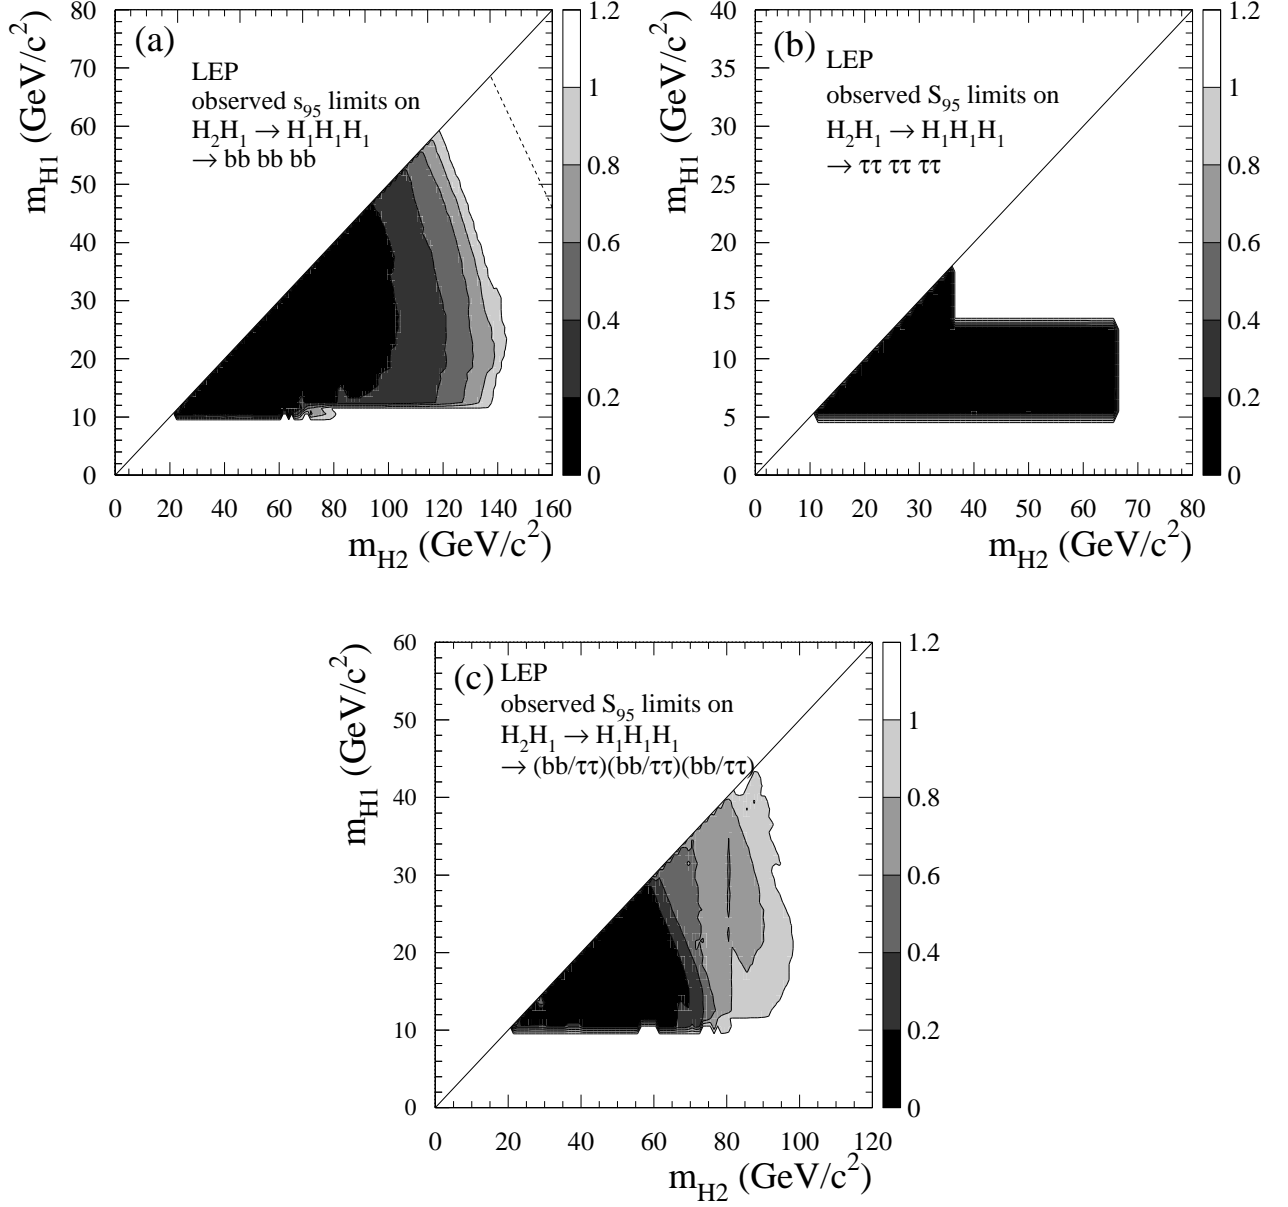 (a)
LEP
observed s95 limits on
H2H1 → H1H1H1
→ bb bb bb
mH1 (GeV/c2)
80
70
60
50
40
30
20
10
0
0 20 40 60 80 100 120 140 160
mH2 (GeV/c2)
1.2
1
0.8
0.6
0.4
0.2
0
(b)
LEP
observed S95 limits on
H2H1 → H1H1H1
→ ττ ττ ττ
mH1 (GeV/c2)
40
35
30
25
20
15
10
5
0
0 10 20 30 40 50 60 70 80
mH2 (GeV/c2)
1.2
1
0.8
0.6
0.4
0.2
0
(c) LEP
observed S95 limits on
H2H1 → H1H1H1
→ (bb/ττ)(bb/ττ)(bb/ττ)
mH1 (GeV/c2)
60
50
40
30
20
10
0
0 20 40 60 80 100 120
mH2 (GeV/c2)
1.2
1
0.8
0.6
0.4
0.2
0